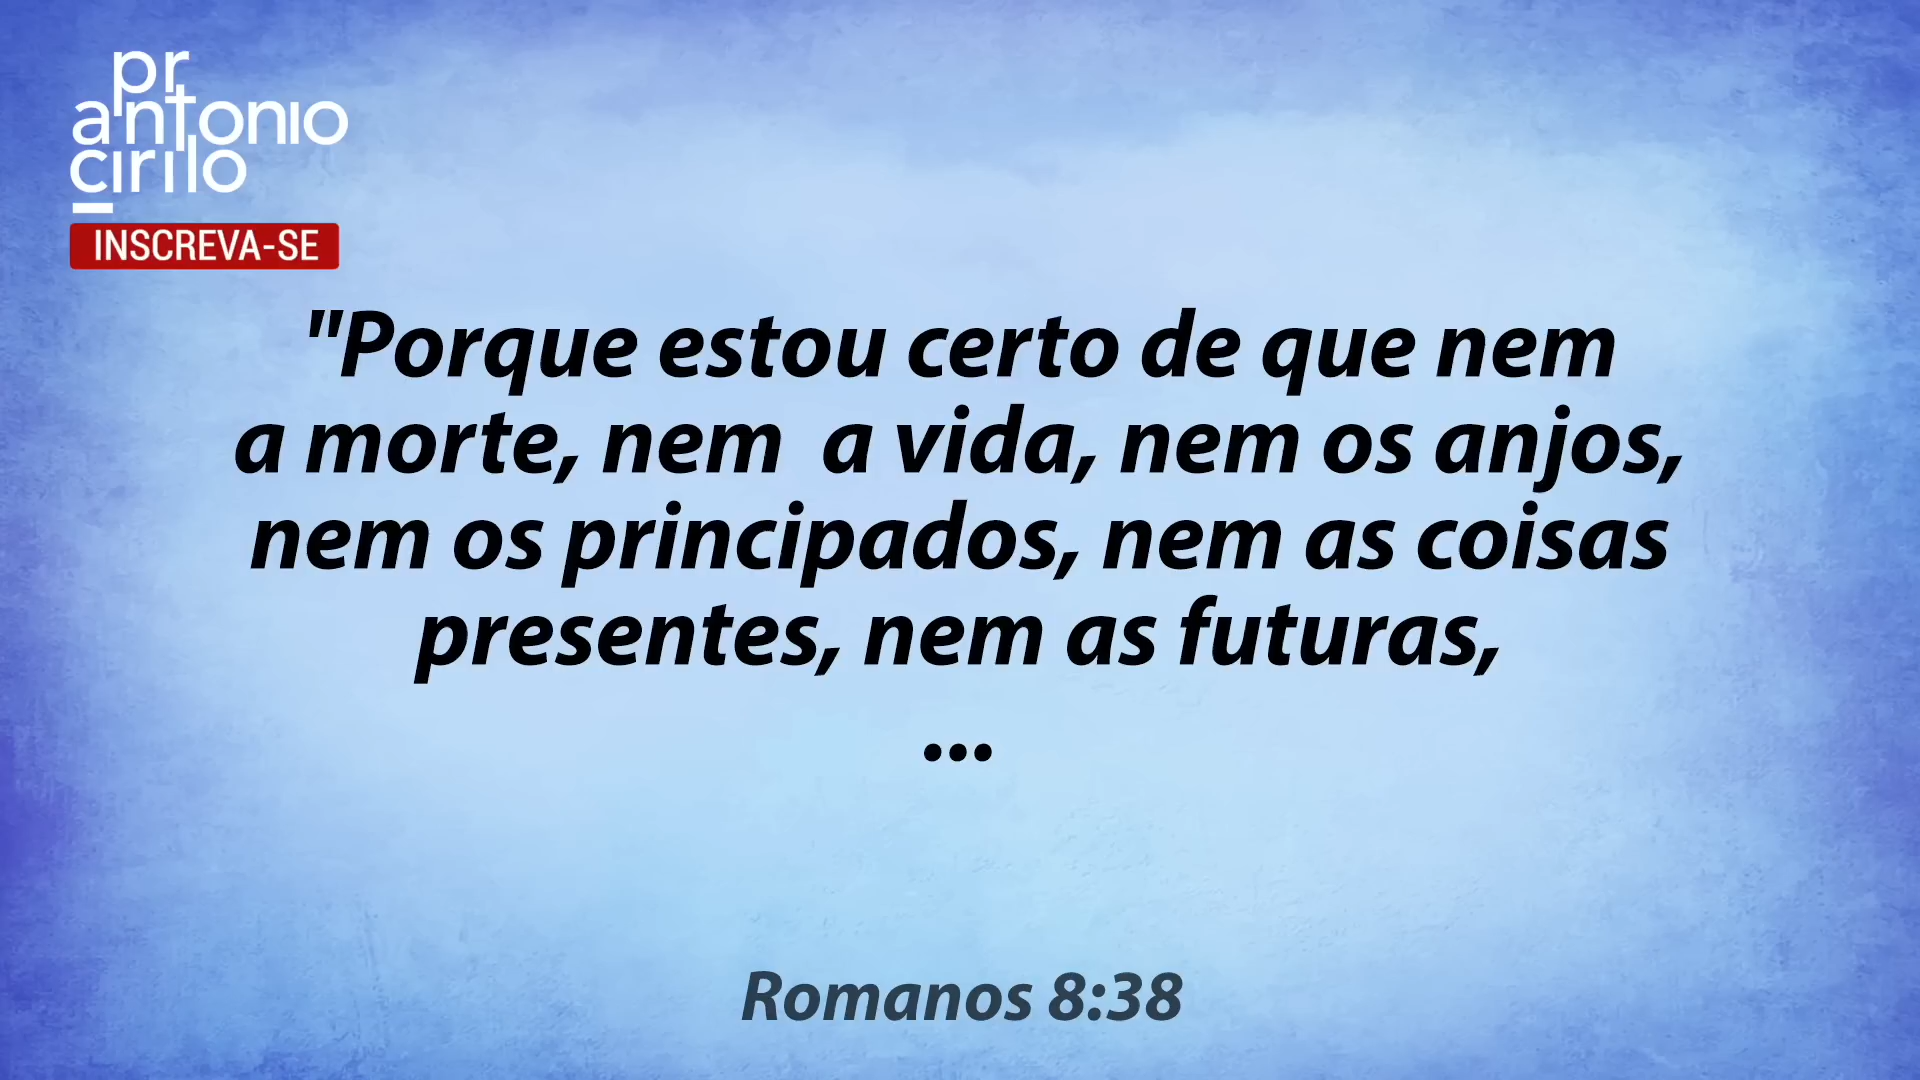 pr
antonio
cirilo
INSCREVA-SE
"Porque estou certo de que nem
a morte, nem  a vida, nem os anjos,
nem os principados, nem as coisas
presentes, nem as futuras,
...
Romanos 8:38